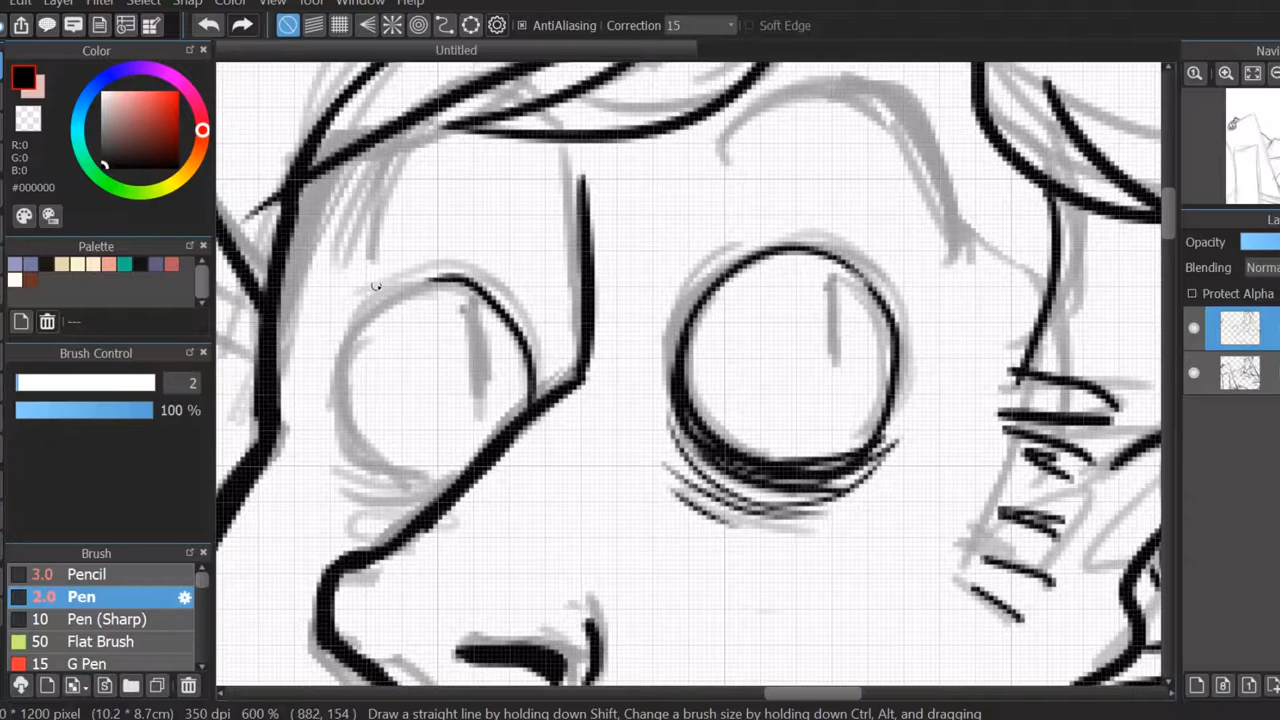 Layer Filter Select Snap Color View Tool Window Help
AntiAliasing Correction 15 Soft Edge
Color
Untitled
Navi
R:0
G:0
B:0
#000000
Palette
---
Opacity
Blending Norma
Protect Alpha
Brush Control
2
100 %
Brush
3.0 Pencil
2.0 Pen
10 Pen (Sharp)
50 Flat Brush
15 G Pen
0 * 1200 pixel (10.2 * 8.7cm) 350 dpi 600 % ( 882, 154 ) Draw a straight line by holding down Shift, Change a brush size by holding down Ctrl, Alt, and dragging